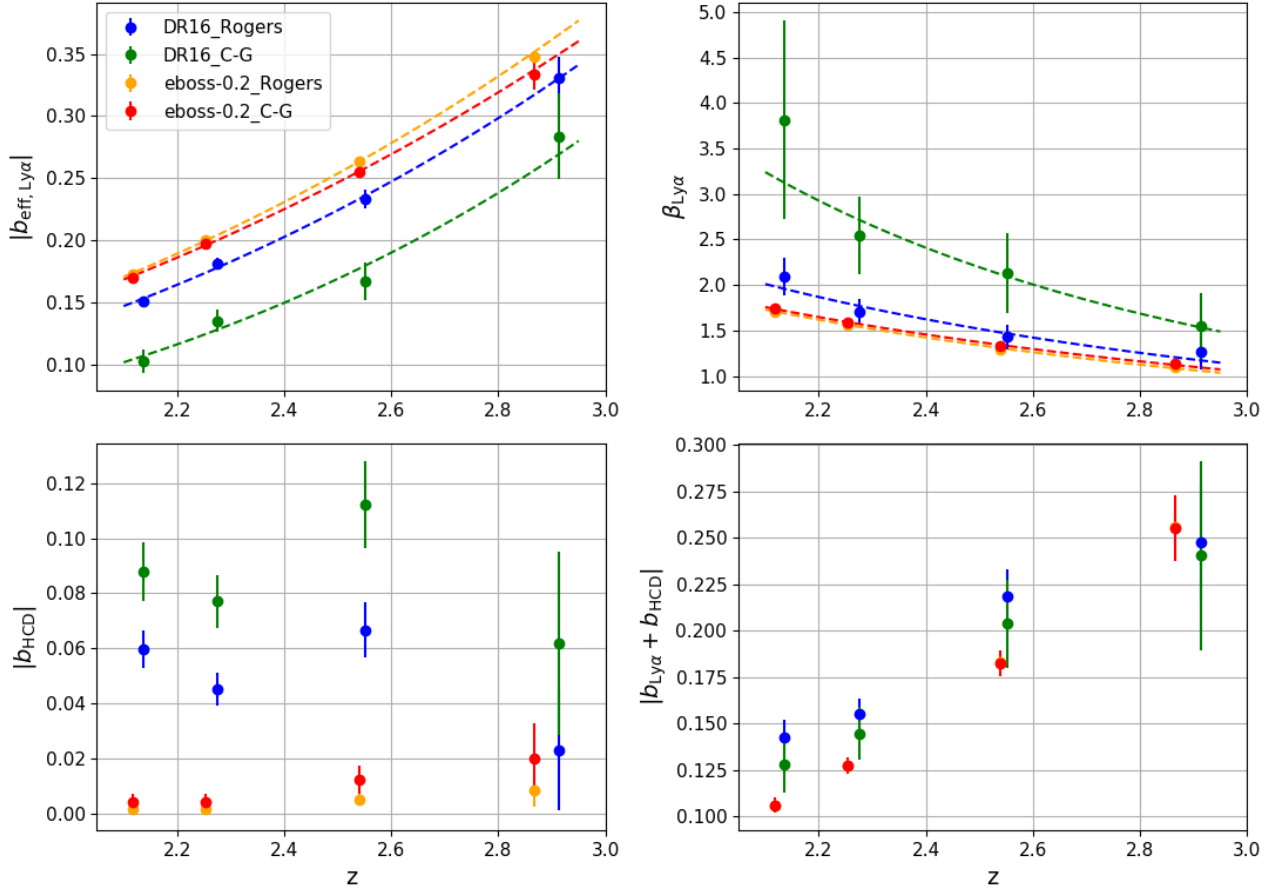 |b_eff, Lyα|
0.35
0.30
0.25
0.20
0.15
0.10
DR16_Rogers
DR16_C-G
eboss-0.2_Rogers
eboss-0.2_C-G
2.2 2.4 2.6 2.8 3.0
β_Lyα
5.0
4.5
4.0
3.5
3.0
2.5
2.0
1.5
1.0
2.2 2.4 2.6 2.8 3.0
|b_HCD|
0.12
0.10
0.08
0.06
0.04
0.02
0.00
2.2 2.4 2.6 2.8 3.0
z
|b_Lyα + b_HCD|
0.300
0.275
0.250
0.225
0.200
0.175
0.150
0.125
0.100
2.2 2.4 2.6 2.8 3.0
z